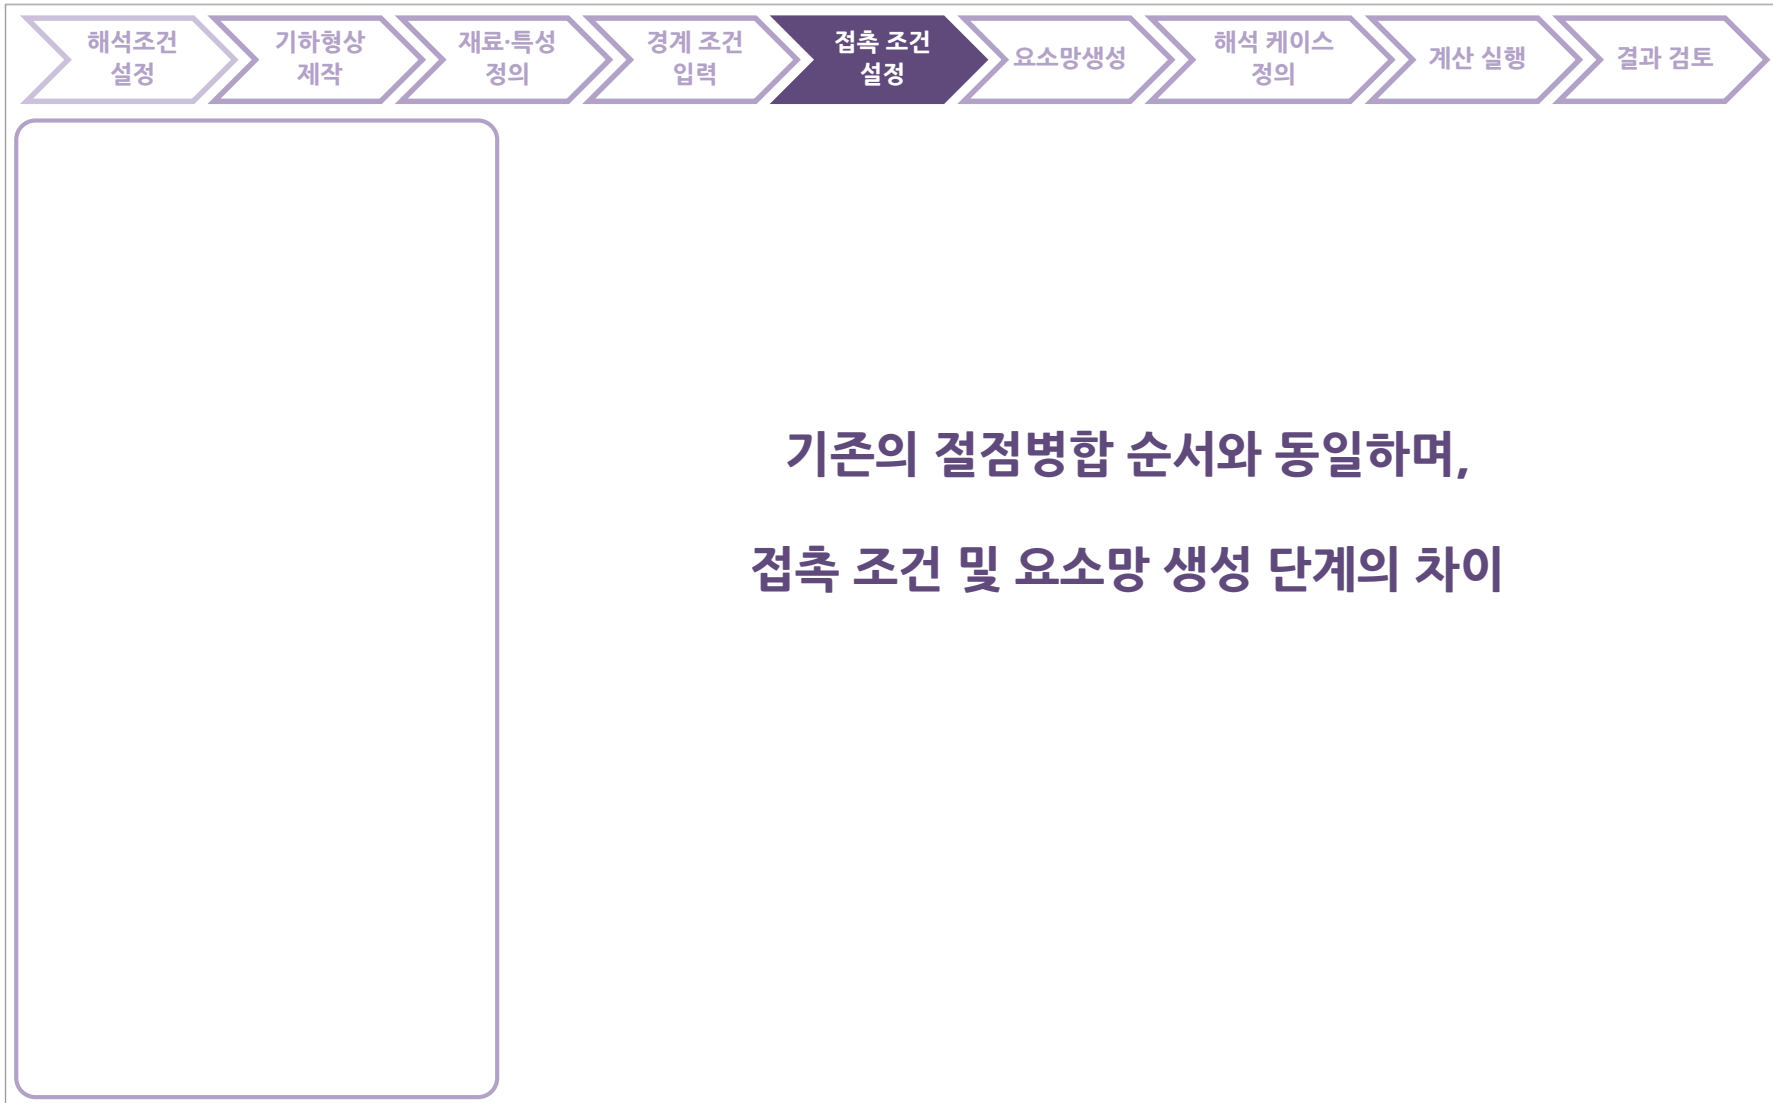 해석조건
설정
기하형상
제작
재료·특성
정의
경계 조건
입력
접촉 조건
설정
요소망생성
해석 케이스
정의
계산 실행
결과 검토
기존의 절점병합 순서와 동일하며,
접촉 조건 및 요소망 생성 단계의 차이